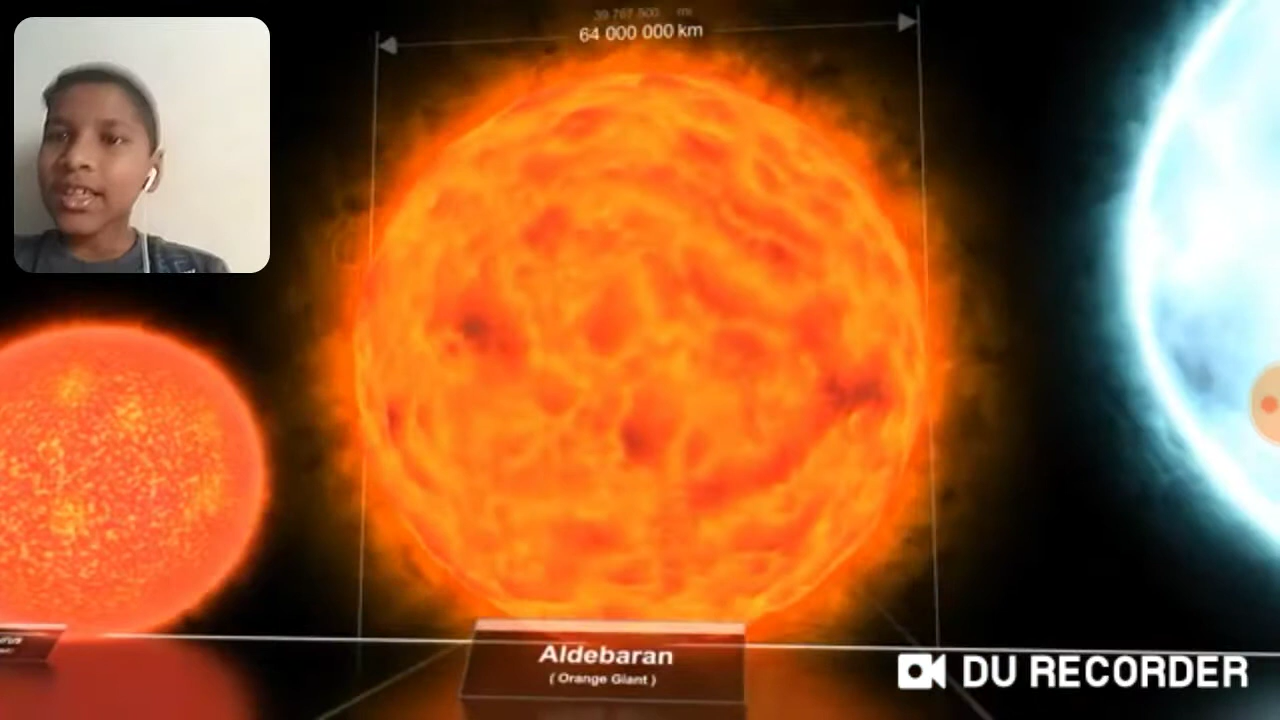 64 000 000 km
Aldebaran
( Orange Giant )
DU RECORDER